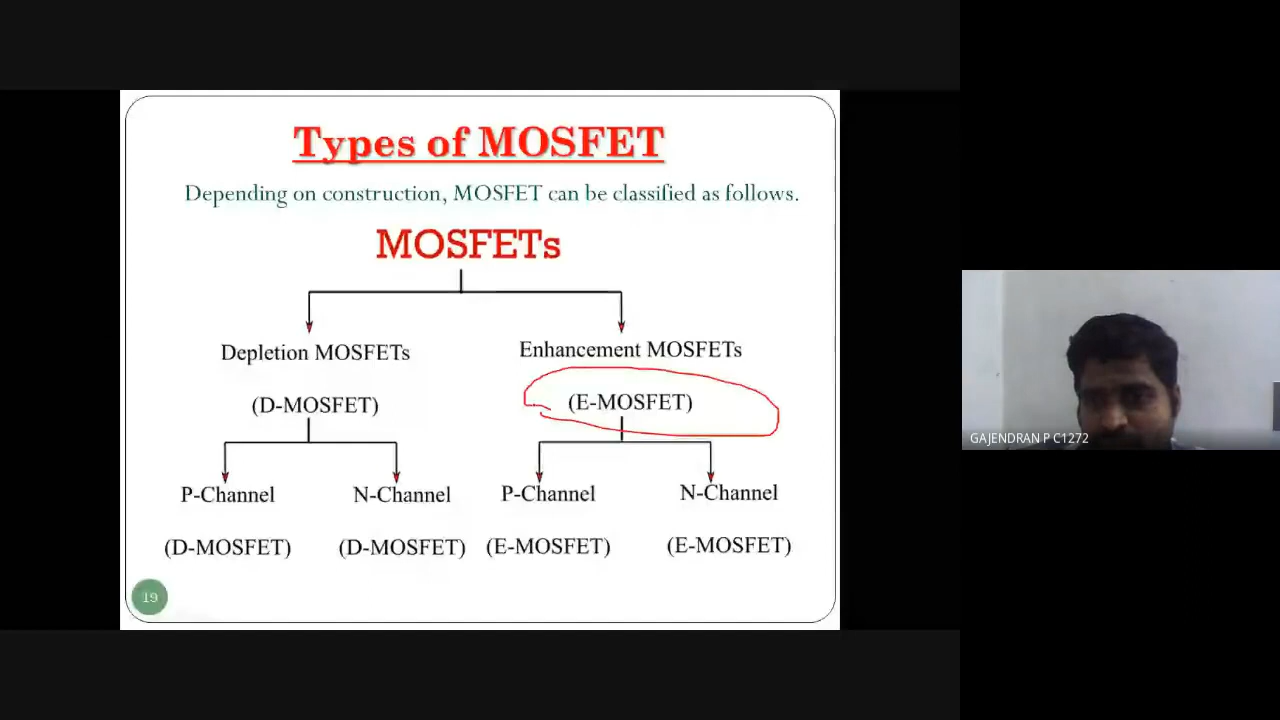 Types of MOSFET
Depending on construction, MOSFET can be classified as follows.
MOSFETs
Depletion MOSFETs
Enhancement MOSFETs
(D-MOSFET)
(E-MOSFET)
P-Channel
N-Channel
P-Channel
N-Channel
(D-MOSFET)
(D-MOSFET)
(E-MOSFET)
(E-MOSFET)
19
GAJENDRAN P C1272